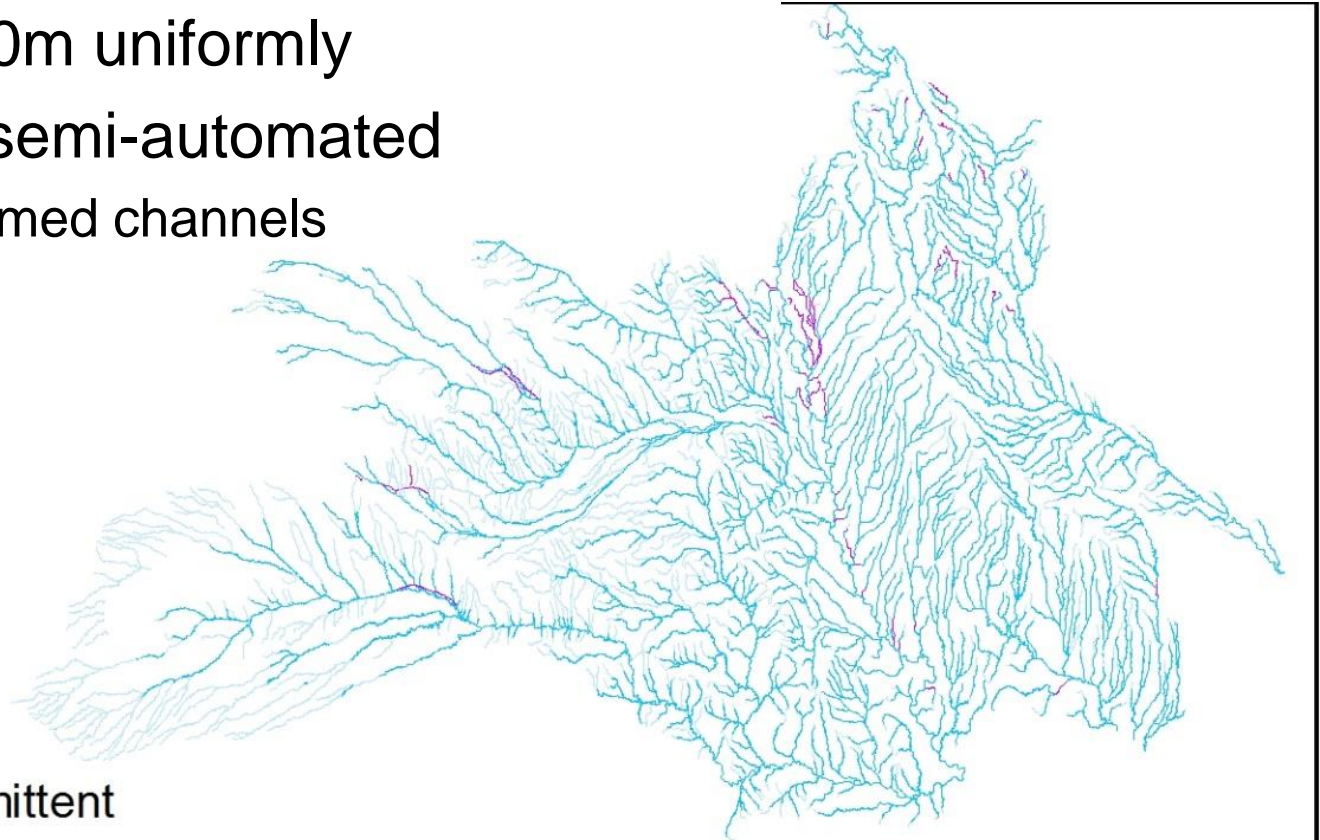 0m uniformly
semi-automated
med channels
nittent